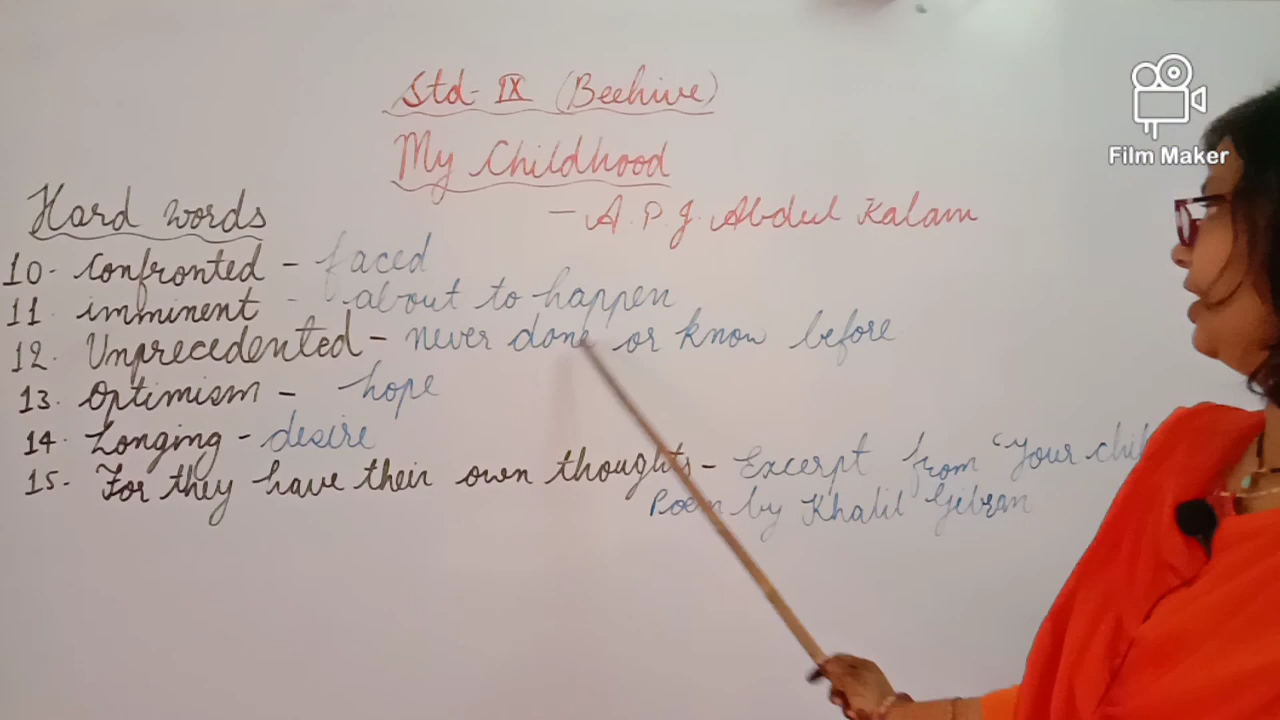 Std- IX (Beehive)
My Childhood
- A. P. J. Abdul Kalam
Hard words
10. Confronted - faced
11. imminent - about to happen
12. Unprecedented - never done or know before
13. Optimism - hope
14. Longing - desire
15. For they have their own thoughts - Excerpt from "Your chil
Poem by Khalil Gibran
Film Maker